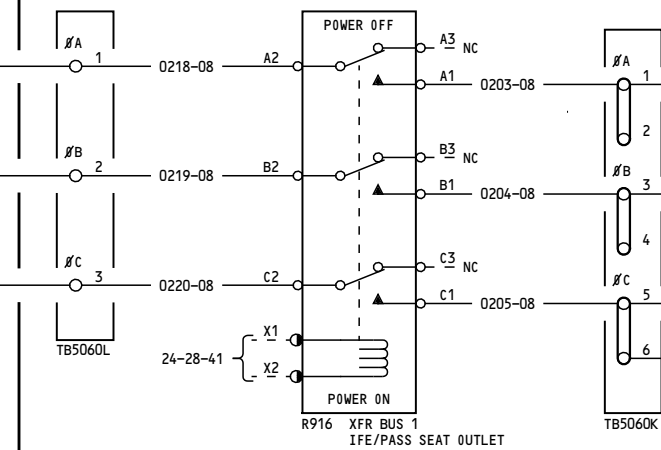 POWER OFF
ØA
1
0218-08
A2
A3 NC
A1
0203-08
ØA
1
2
ØB
2
0219-08
B2
B3 NC
B1
0204-08
ØB
3
4
ØC
3
0220-08
C2
C3 NC
C1
0205-08
ØC
5
6
TB5060L
24-28-41
X1
X2
POWER ON
R916 XFR BUS 1
IFE/PASS SEAT OUTLET
TB5060K